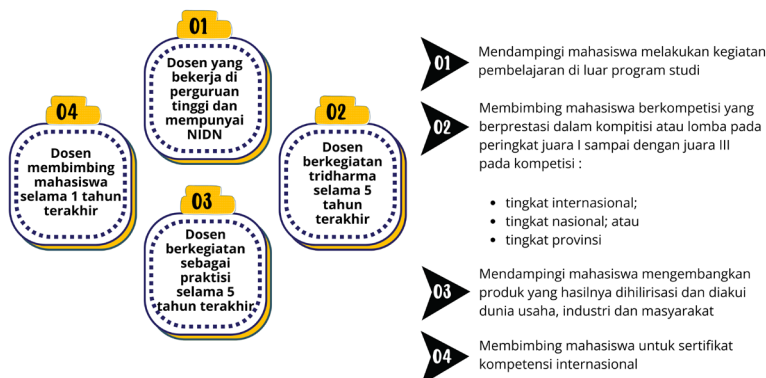 01
Dosen yang
bekerja di
perguruan
tinggi dan
mempunyai
NIDN
02
Dosen
berkegiatan
tridharma
selama 5
tahun
terakhir
03
Dosen
berkegiatan
sebagai
praktisi
selama 5
tahun terakhir
04
Dosen
membimbing
mahasiswa
selama 1 tahun
terakhir
01
Mendampingi mahasiswa melakukan kegiatan
pembelajaran di luar program studi
02
Membimbing mahasiswa berkompetisi yang
berprestasi dalam kompitisi atau lomba pada
peringkat juara I sampai dengan juara III
pada kompetisi :
• tingkat internasional;
• tingkat nasional; atau
• tingkat provinsi
03
Mendampingi mahasiswa mengembangkan
produk yang hasilnya dihilirisasi dan diakui
dunia usaha, industri dan masyarakat
04
Membimbing mahasiswa untuk sertifikat
kompetensi internasional